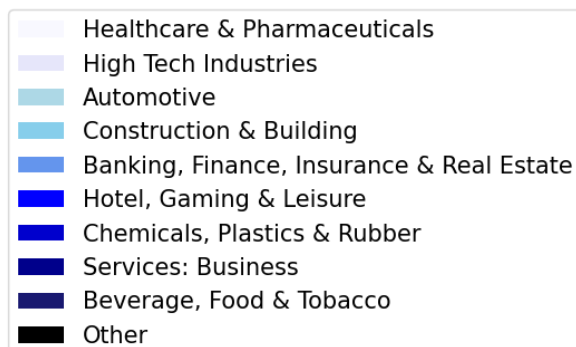 Healthcare & Pharmaceuticals
High Tech Industries
Automotive
Construction & Building
Banking, Finance, Insurance & Real Estate
Hotel, Gaming & Leisure
Chemicals, Plastics & Rubber
Services: Business
Beverage, Food & Tobacco
Other